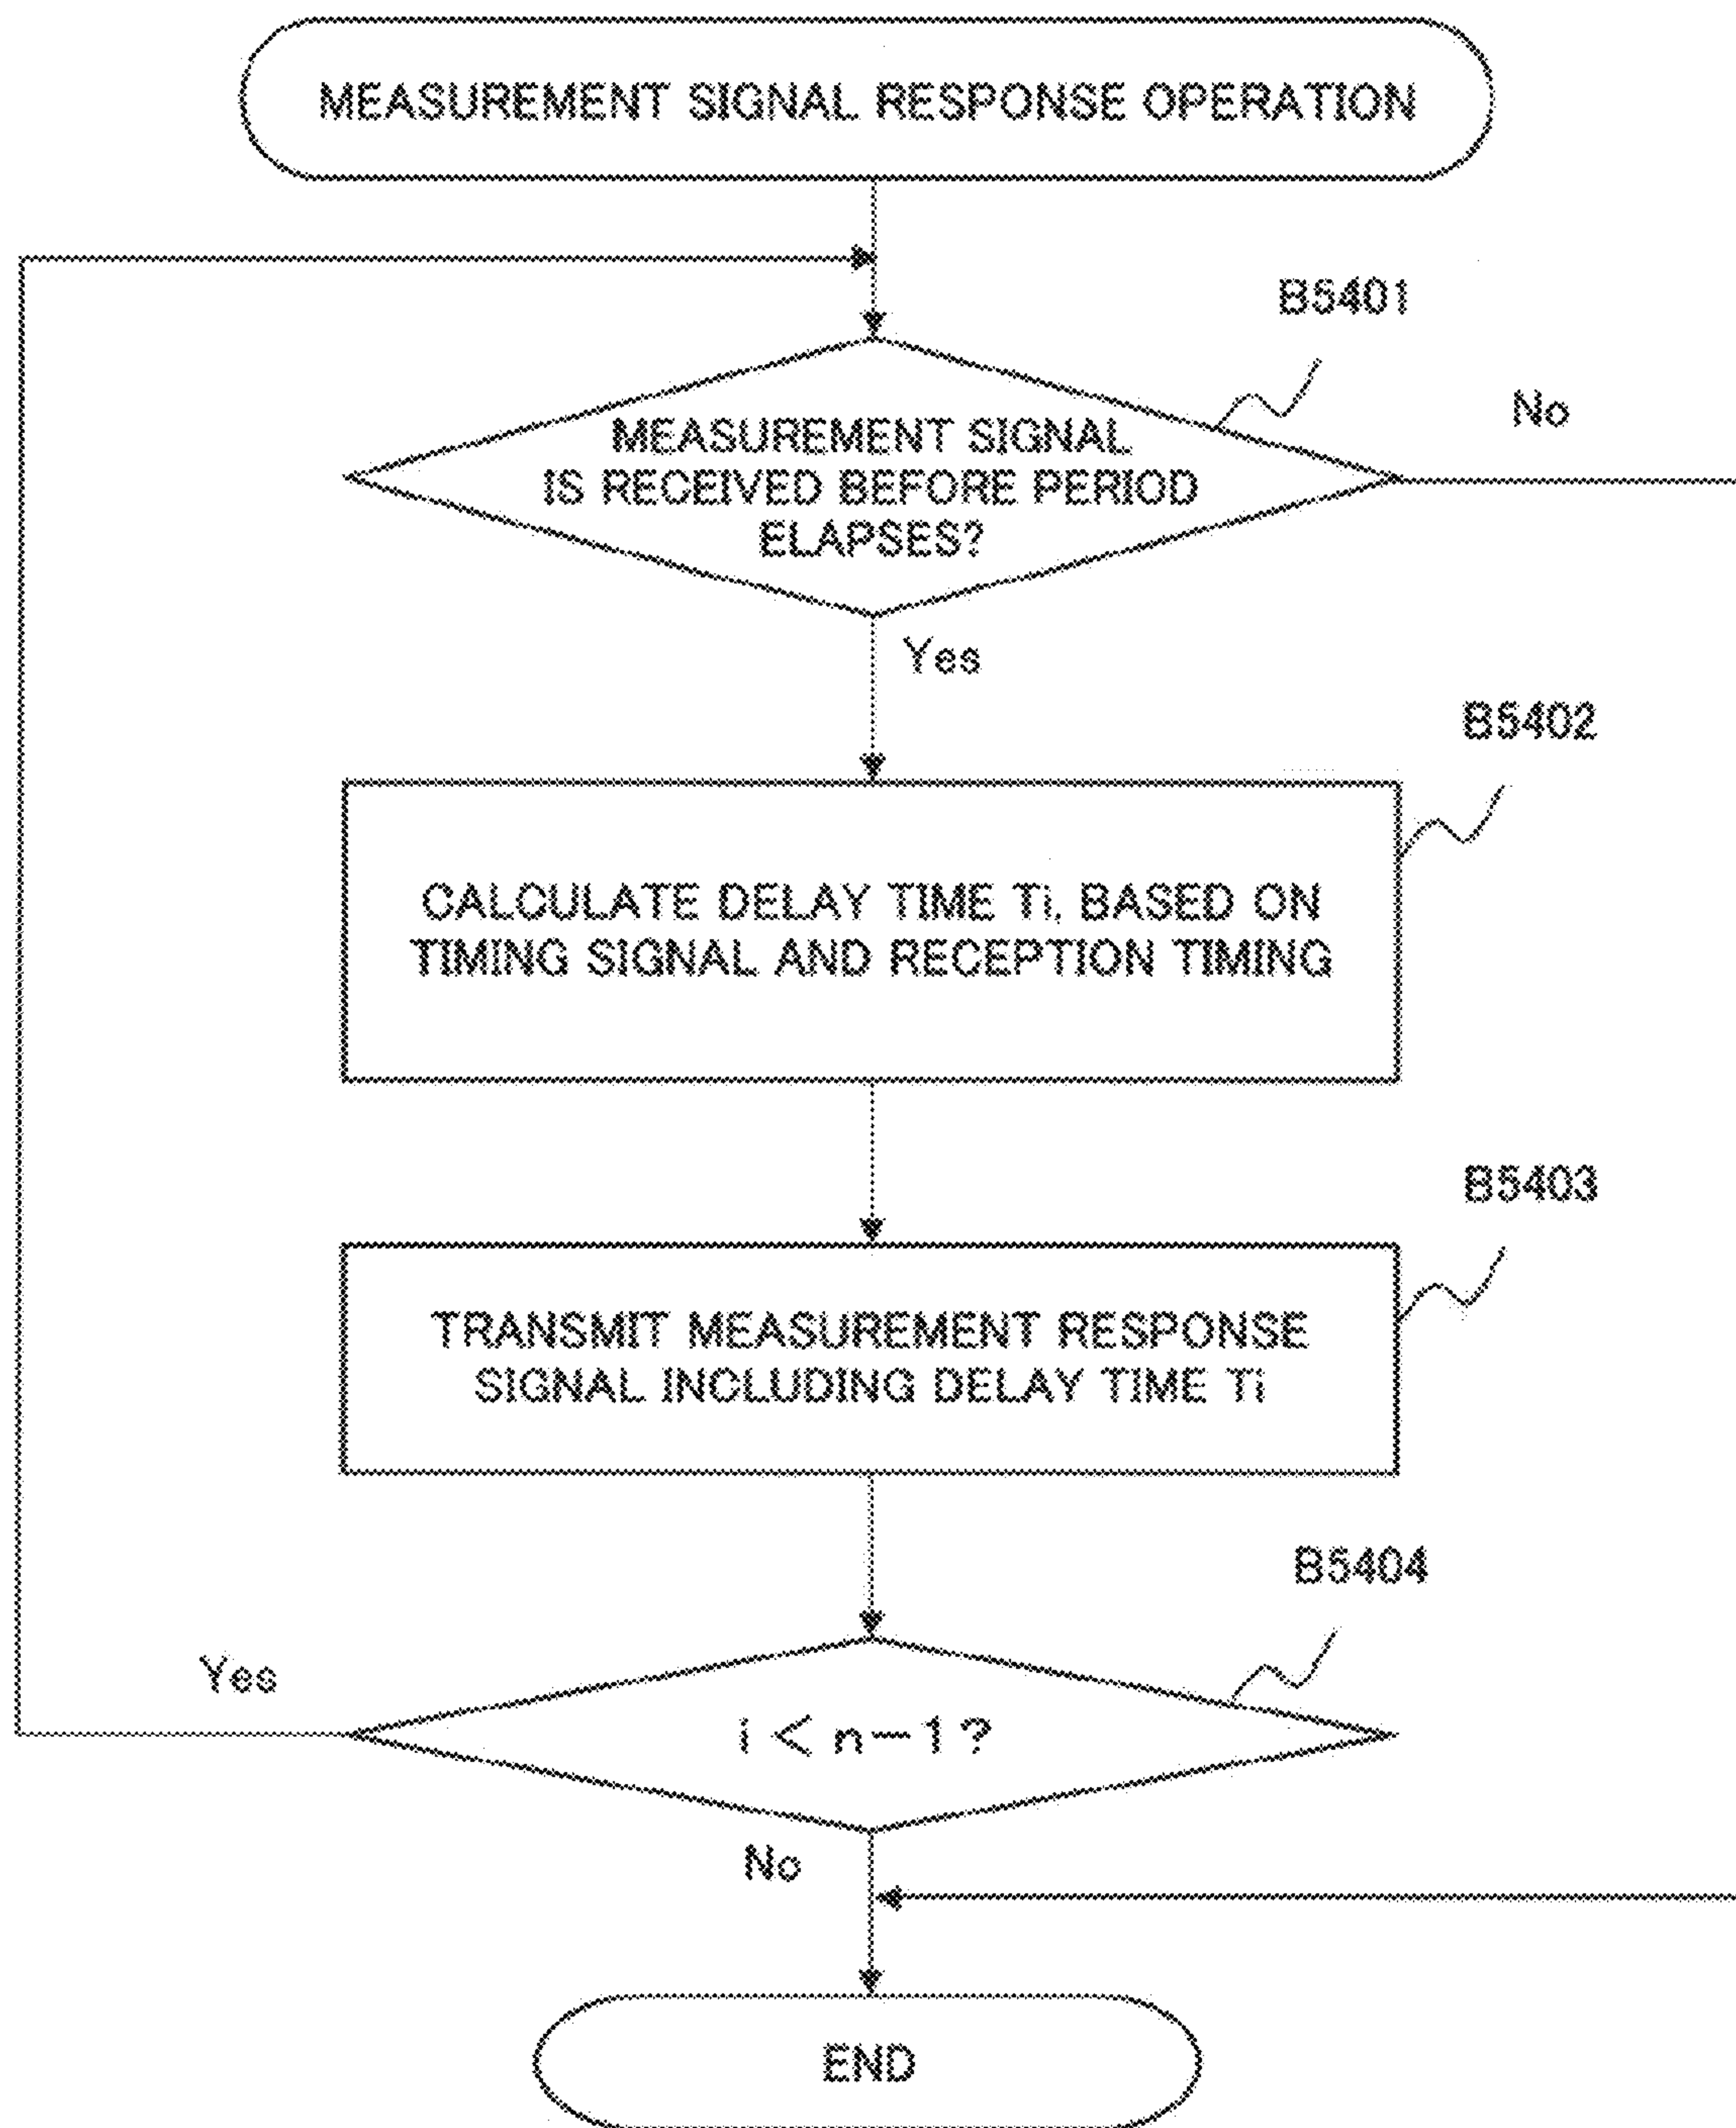 MEASUREMENT SIGNAL RESPONSE OPERATION
B5401
No
MEASUREMENT SIGNAL
IS RECEIVED BEFORE PERIOD
ELAPSES?
Yes
B5402
CALCULATE DELAY TIME Ti, BASED ON
TIMING SIGNAL AND RECEPTION TIMING
B5403
TRANSMIT MEASUREMENT RESPONSE
SIGNAL INCLUDING DELAY TIME Ti
B5404
Yes
i < n−1?
No
END